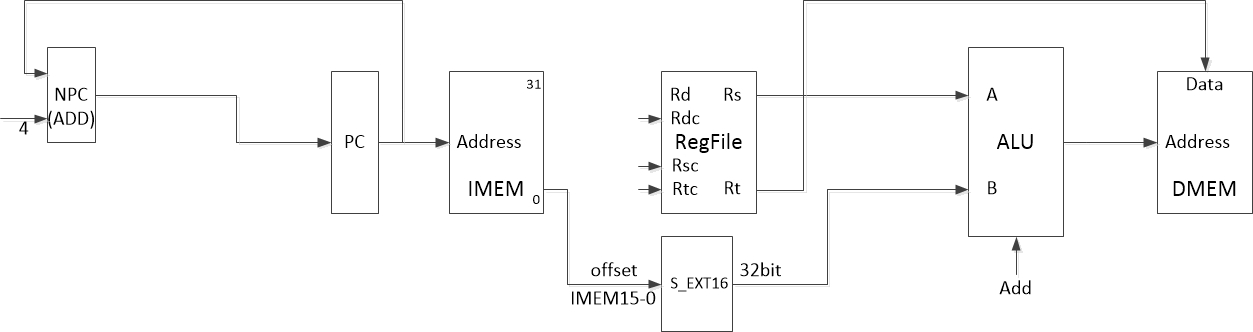 NPC
(ADD)
4
PC
31
Address
IMEM
0
Rd Rs
Rdc
RegFile
Rsc
Rtc Rt
offset
IMEM15-0
S_EXT16
32bit
A
ALU
B
Add
Data
Address
DMEM